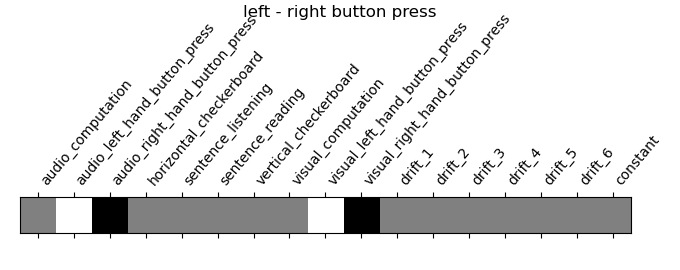 left - right button press
audio_computation
audio_left_hand_button_press
audio_right_hand_button_press
horizontal_checkerboard
sentence_listening
sentence_reading
vertical_checkerboard
visual_computation
visual_left_hand_button_press
visual_right_hand_button_press
drift_1
drift_2
drift_3
drift_4
drift_5
drift_6
constant